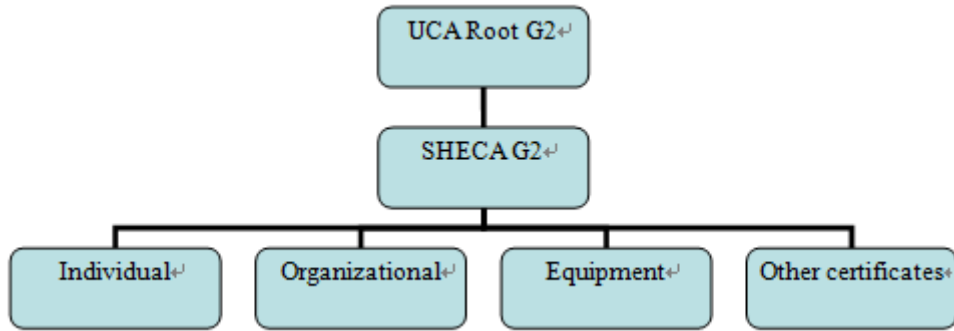 UCA Root G2↵
SHECA G2↵
Individual↵
Organizational↵
Equipment↵
Other certificates↵